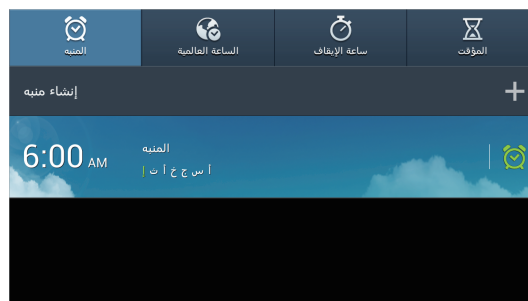 المنبه
الساعة العالمية
ساعة الإيقاف
المؤقت
إنشاء منبه
6:00 AM
المنبه
أ س ج خ أ ث إ